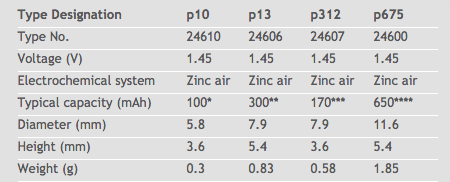 Type Designation p10 p13 p312 p675
Type No. 24610 24606 24607 24600
Voltage (V) 1.45 1.45 1.45 1.45
Electrochemical system Zinc air Zinc air Zinc air Zinc air
Typical capacity (mAh) 100* 300** 170*** 650****
Diameter (mm) 5.8 7.9 7.9 11.6
Height (mm) 3.6 5.4 3.6 5.4
Weight (g) 0.3 0.83 0.58 1.85